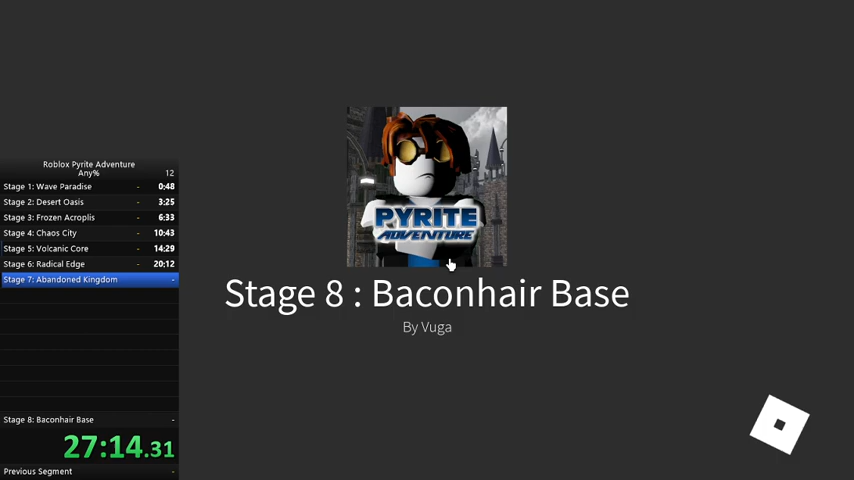 Roblox Pyrite Adventure
Any% 12
Stage 1: Wave Paradise - 0:48
Stage 2: Desert Oasis - 3:25
Stage 3: Frozen Acroplis - 6:33
Stage 4: Chaos City - 10:43
Stage 5: Volcanic Core - 14:29
Stage 6: Radical Edge - 20:12
Stage 7: Abandoned Kingdom -
Stage 8: Baconhair Base -
27:14.31
Previous Segment -
PYRITE
ADVENTURE
Stage 8 : Baconhair Base
By Vuga